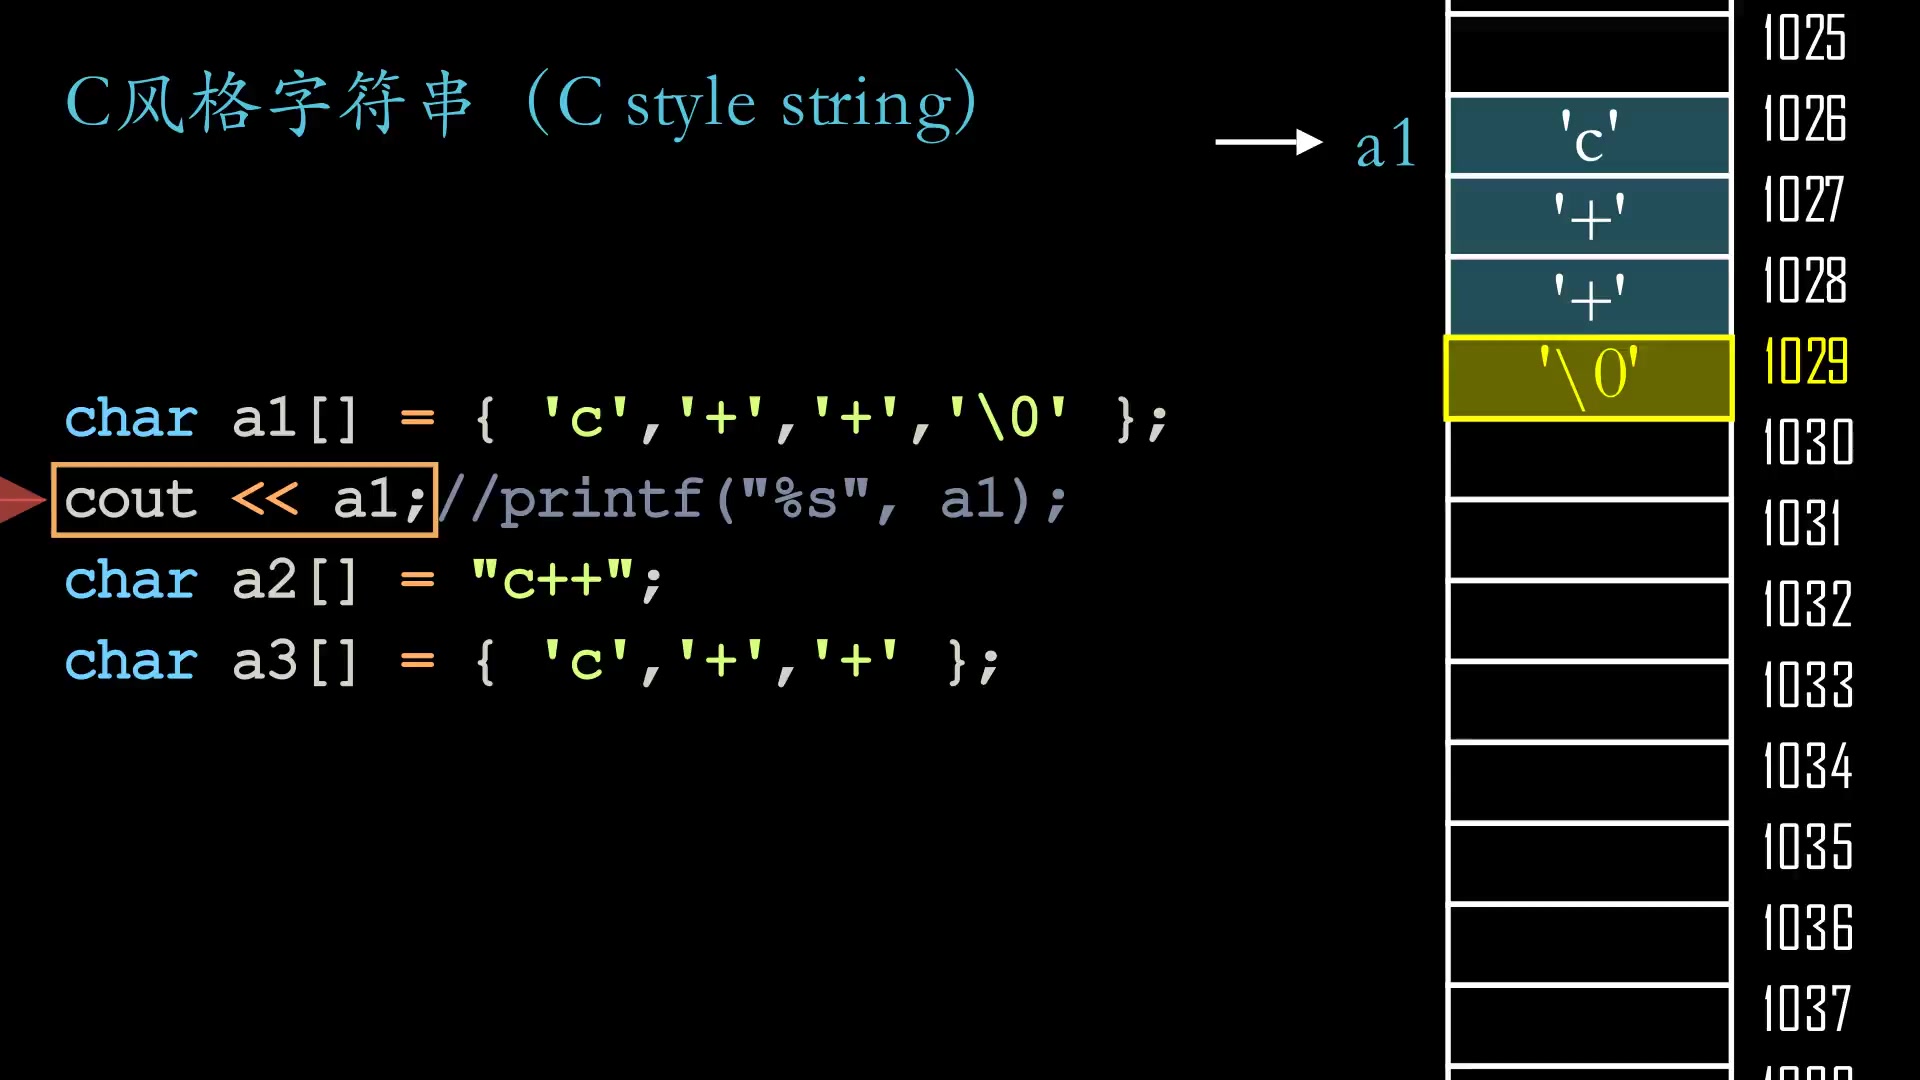 C风格字符串（C style string）
char a1[] = { 'c','+','+','\0' };
cout << a1;//printf("%s", a1);
char a2[] = "c++";
char a3[] = { 'c','+','+' };
a1
1025
'c' 1026
'+' 1027
'+' 1028
'\0' 1029
1030
1031
1032
1033
1034
1035
1036
1037